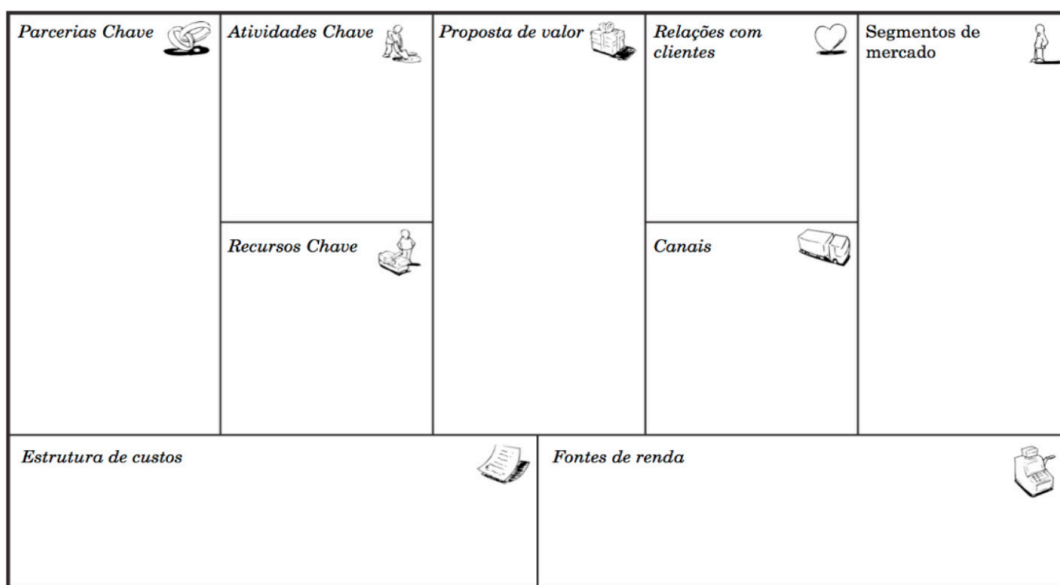 Parcerias Chave
Atividades Chave
Proposta de valor
Relações com
clientes
Segmentos de
mercado
Recursos Chave
Canais
Estrutura de custos
Fontes de renda